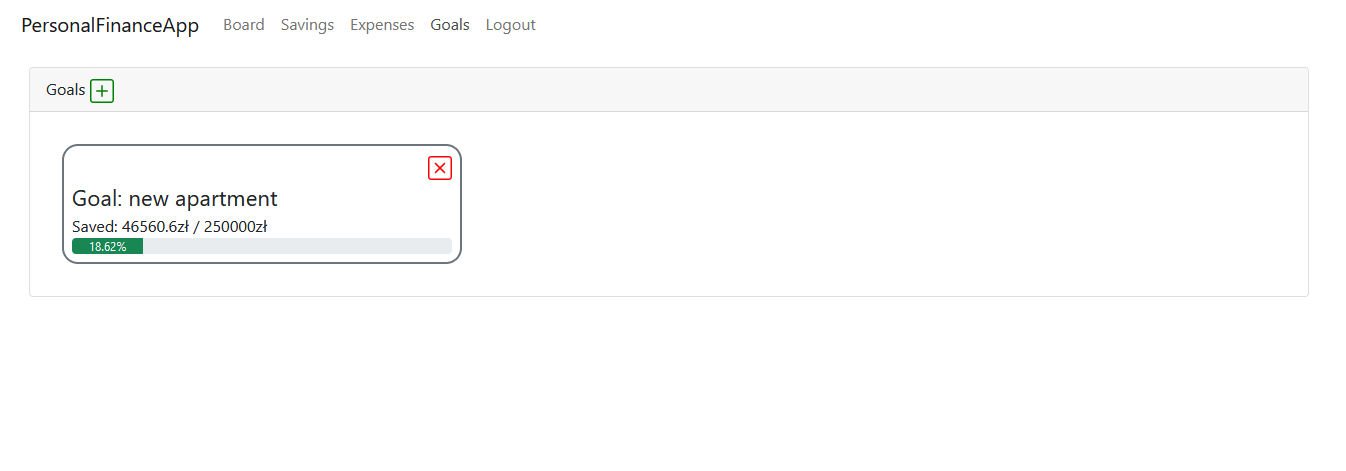 PersonalFinanceApp Board Savings Expenses Goals Logout
Goals
Goal: new apartment
Saved: 46560.6zł / 250000zł
18.62%